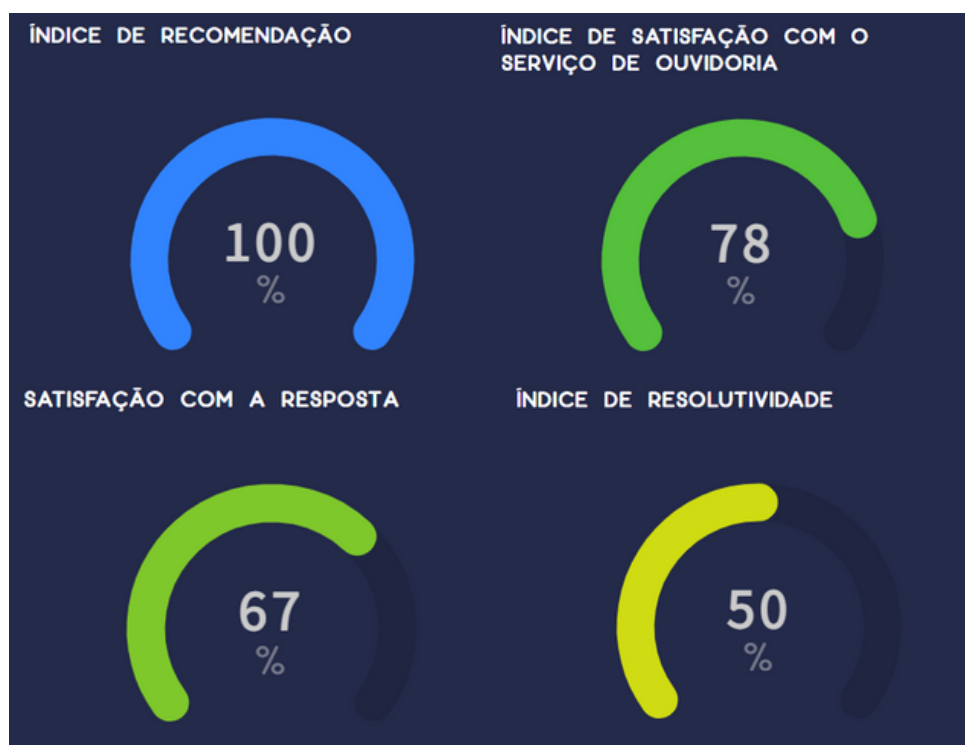 ÍNDICE DE RECOMENDAÇÃO
100
%
ÍNDICE DE SATISFAÇÃO COM O
SERVIÇO DE OUVIDORIA
78
%
SATISFAÇÃO COM A RESPOSTA
67
%
ÍNDICE DE RESOLUTIVIDADE
50
%